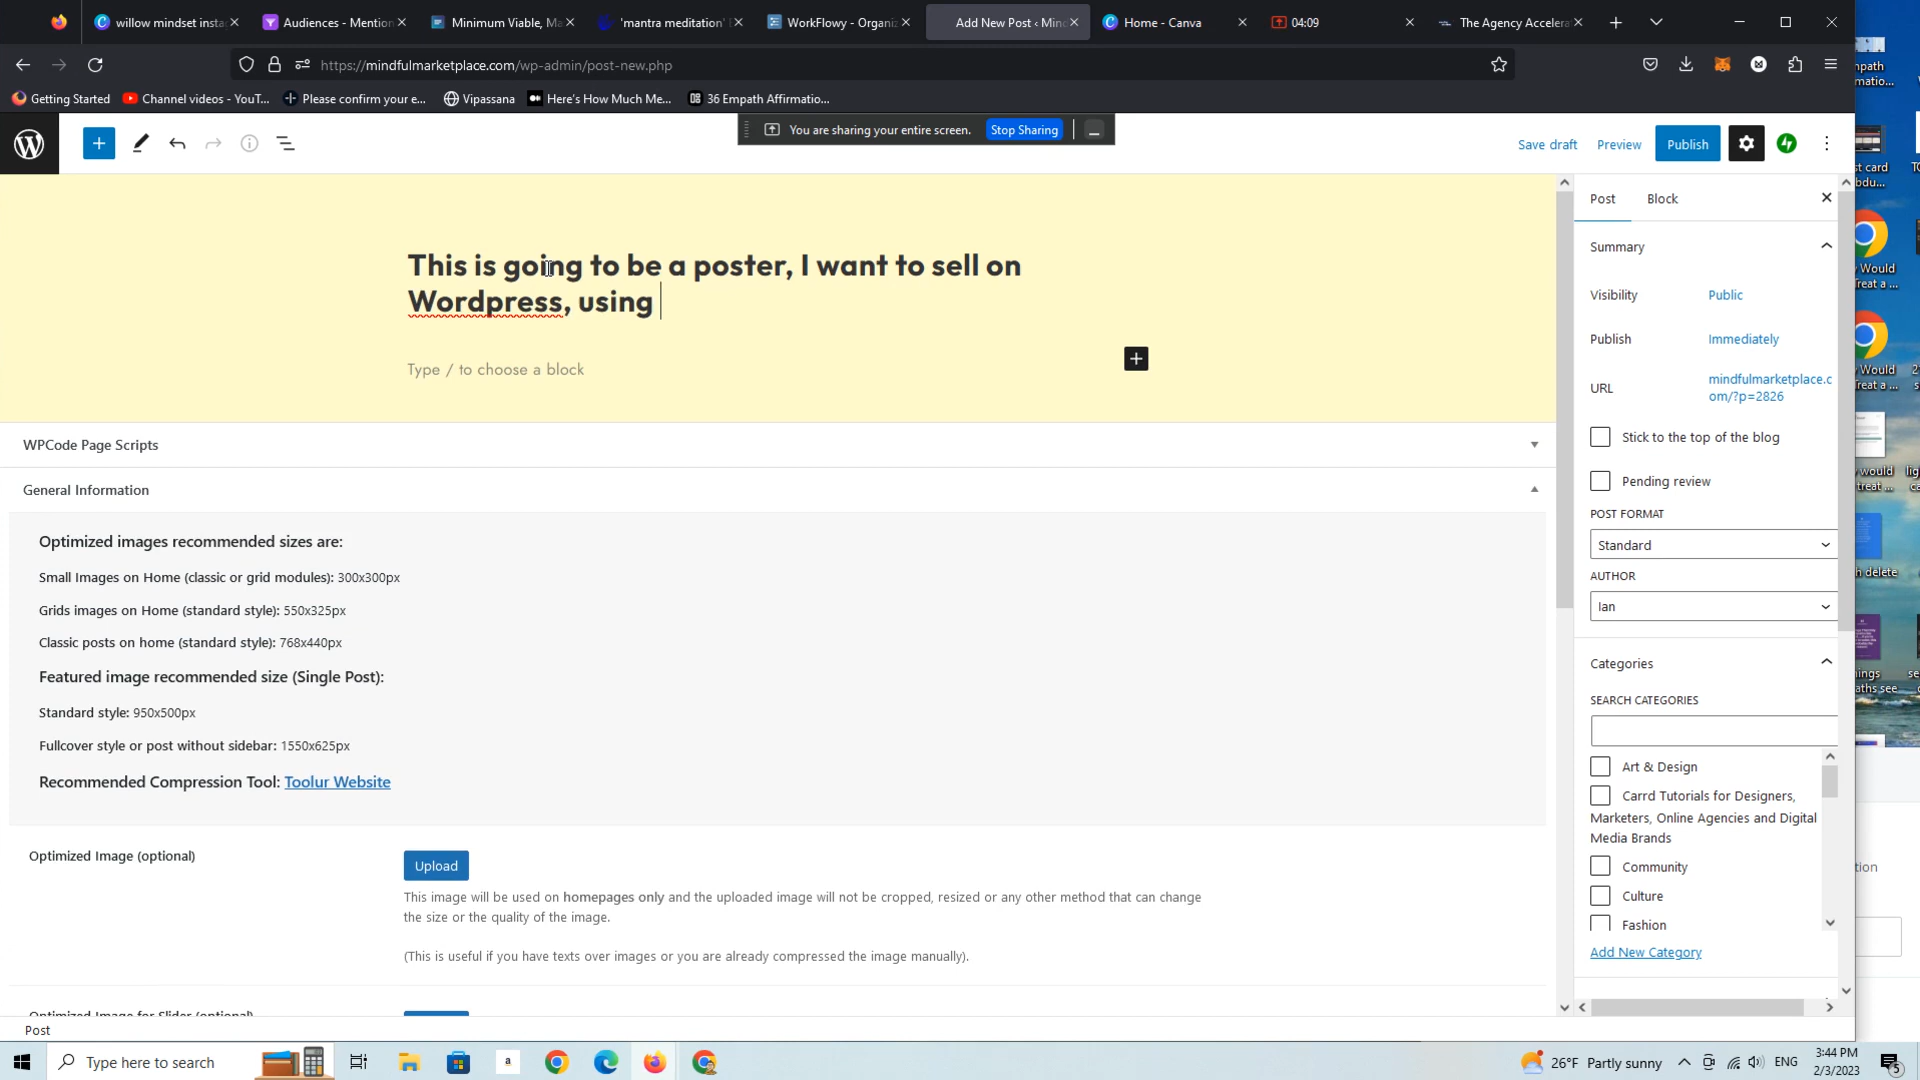 willow mindset insta
Audiences - Mention
Minimum Viable, Ma
'mantra meditation'
WorkFlowy - Organiz
Add New Post ‹ Mind
Home - Canva
04:09
The Agency Accelera
https://mindfulmarketplace.com/wp-admin/post-new.php
Getting Started
Channel videos - YouT...
Please confirm your e...
Vipassana
Here's How Much Me...
36 Empath Affirmatio...
You are sharing your entire screen.
Stop Sharing
Save draft
Preview
Publish
This is going to be a poster, I want to sell on
Wordpress, using
Type / to choose a block
WPCode Page Scripts
General Information
Optimized images recommended sizes are:
Small Images on Home (classic or grid modules): 300x300px
Grids images on Home (standard style): 550x325px
Classic posts on home (standard style): 768x440px
Featured image recommended size (Single Post):
Standard style: 950x500px
Fullcover style or post without sidebar: 1550x625px
Recommended Compression Tool: Toolur Website
Optimized Image (optional)
Upload
This image will be used on homepages only and the uploaded image will not be cropped, resized or any other method that can change
the size or the quality of the image.
(This is useful if you have texts over images or you are already compressed the image manually).
Optimized Image for Slider (optional)
Post
Post
Block
Summary
Visibility
Public
Publish
Immediately
URL
mindfulmarketplace.c
om/?p=2826
Stick to the top of the blog
Pending review
POST FORMAT
Standard
AUTHOR
Ian
Categories
SEARCH CATEGORIES
Art & Design
Carrd Tutorials for Designers,
Marketers, Online Agencies and Digital
Media Brands
Community
Culture
Fashion
Add New Category
Type here to search
a
26°F Partly sunny
ENG
3:44 PM
2/3/2023
5